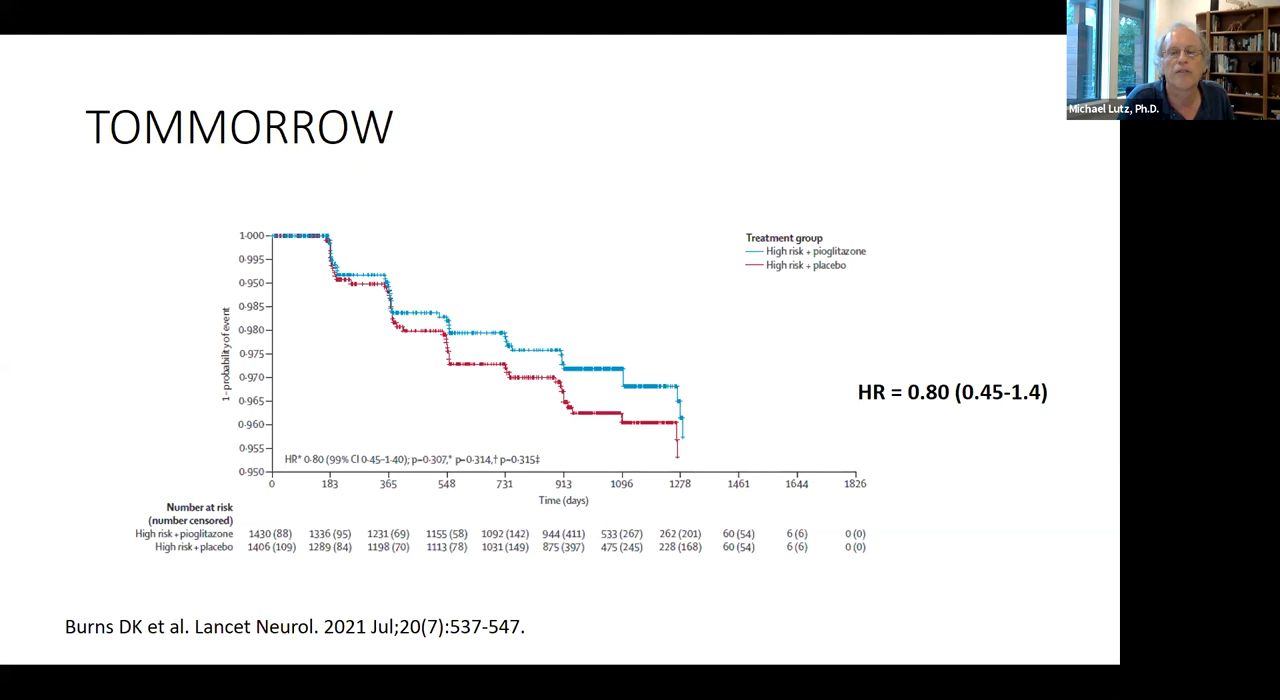 Michael Lutz, Ph.D.
TOMMORROW
1·000
0·995
0·950
0·985
0·980
0·975
0·970
0·965
0·960
0·955
0·950
1–probability of event
Treatment group
High risk + pioglitazone
High risk + placebo
HR = 0.80 (0.45-1.4)
HR* 0·80 (99% CI 0·45–1·40); p=0·307,* p=0·314,† p=0·315‡
0 183 365 548 731 913 1096 1278 1461 1644 1826
Time (days)
Number at risk
(number censored)
High risk + pioglitazone 1430 (88) 1336 (95) 1231 (69) 1155 (58) 1092 (142) 944 (411) 533 (267) 262 (201) 60 (54) 6 (6) 0 (0)
High risk + placebo 1406 (109) 1289 (84) 1198 (70) 1113 (78) 1031 (149) 875 (397) 475 (245) 228 (168) 60 (54) 6 (6) 0 (0)
Burns DK et al. Lancet Neurol. 2021 Jul;20(7):537-547.